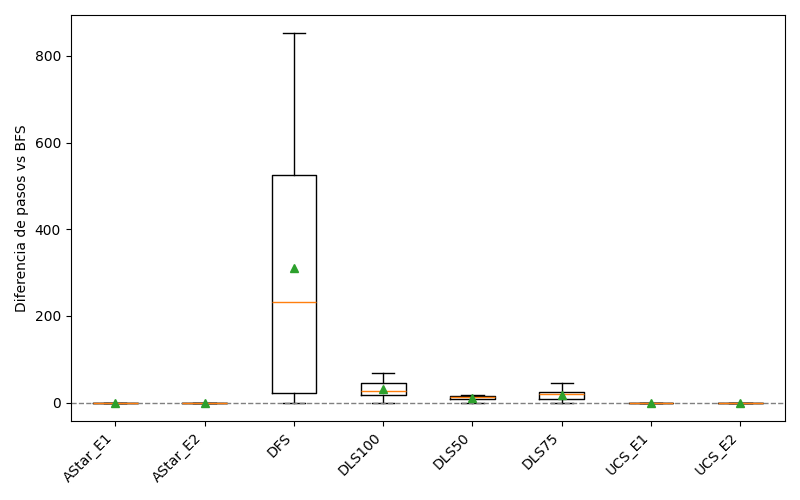 Diferencia de pasos vs BFS
800
600
400
200
0
AStar_E1
AStar_E2
DFS
DLS100
DLS50
DLS75
UCS_E1
UCS_E2